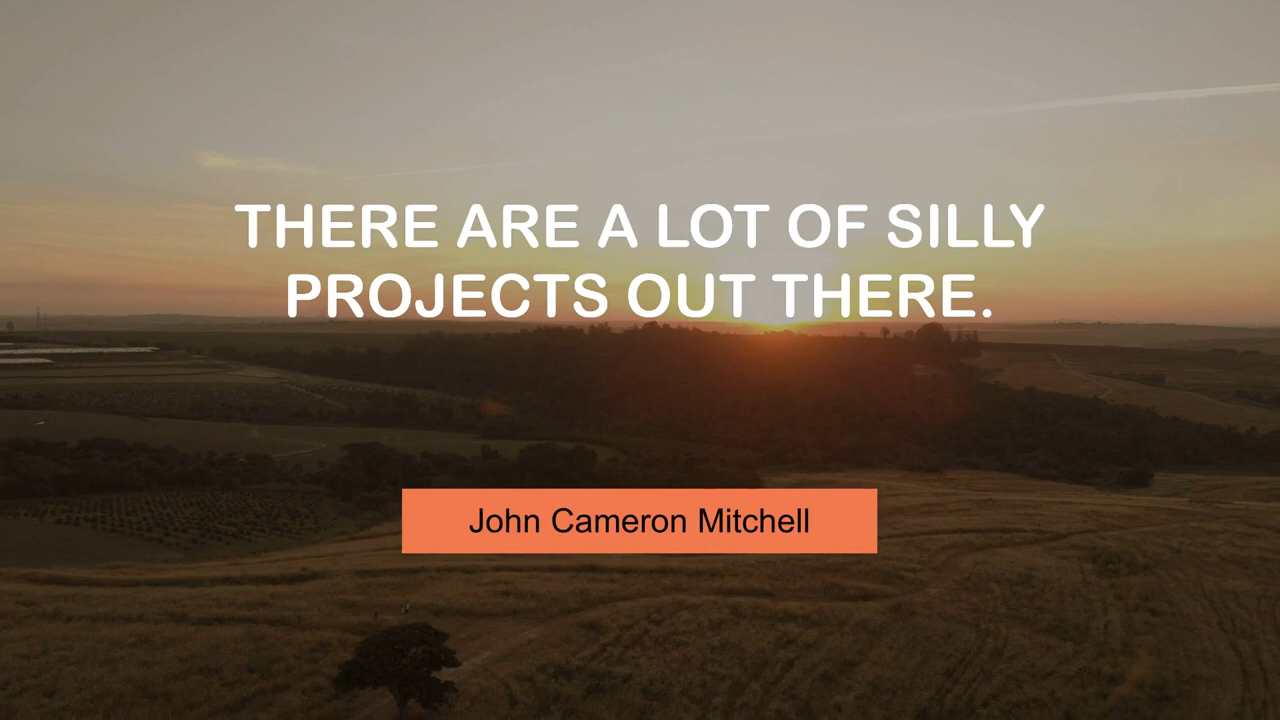 THERE ARE A LOT OF SILLY
PROJECTS OUT THERE.
John Cameron Mitchell